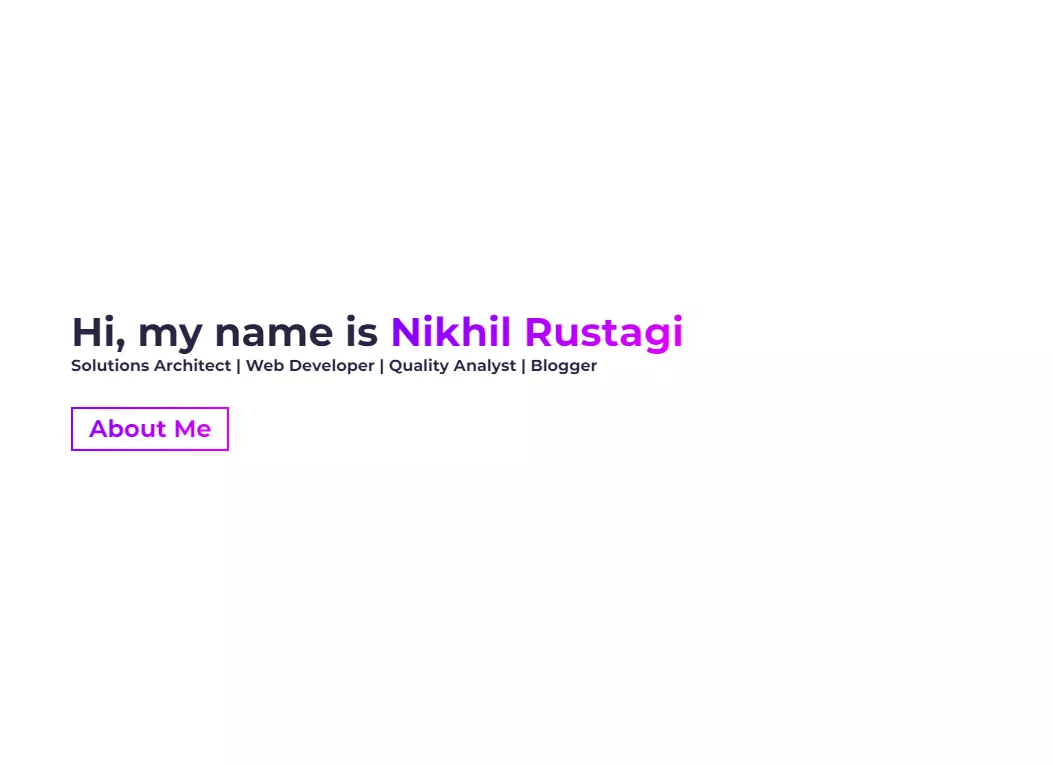 Hi, my name is Nikhil Rustagi
Solutions Architect | Web Developer | Quality Analyst | Blogger
About Me